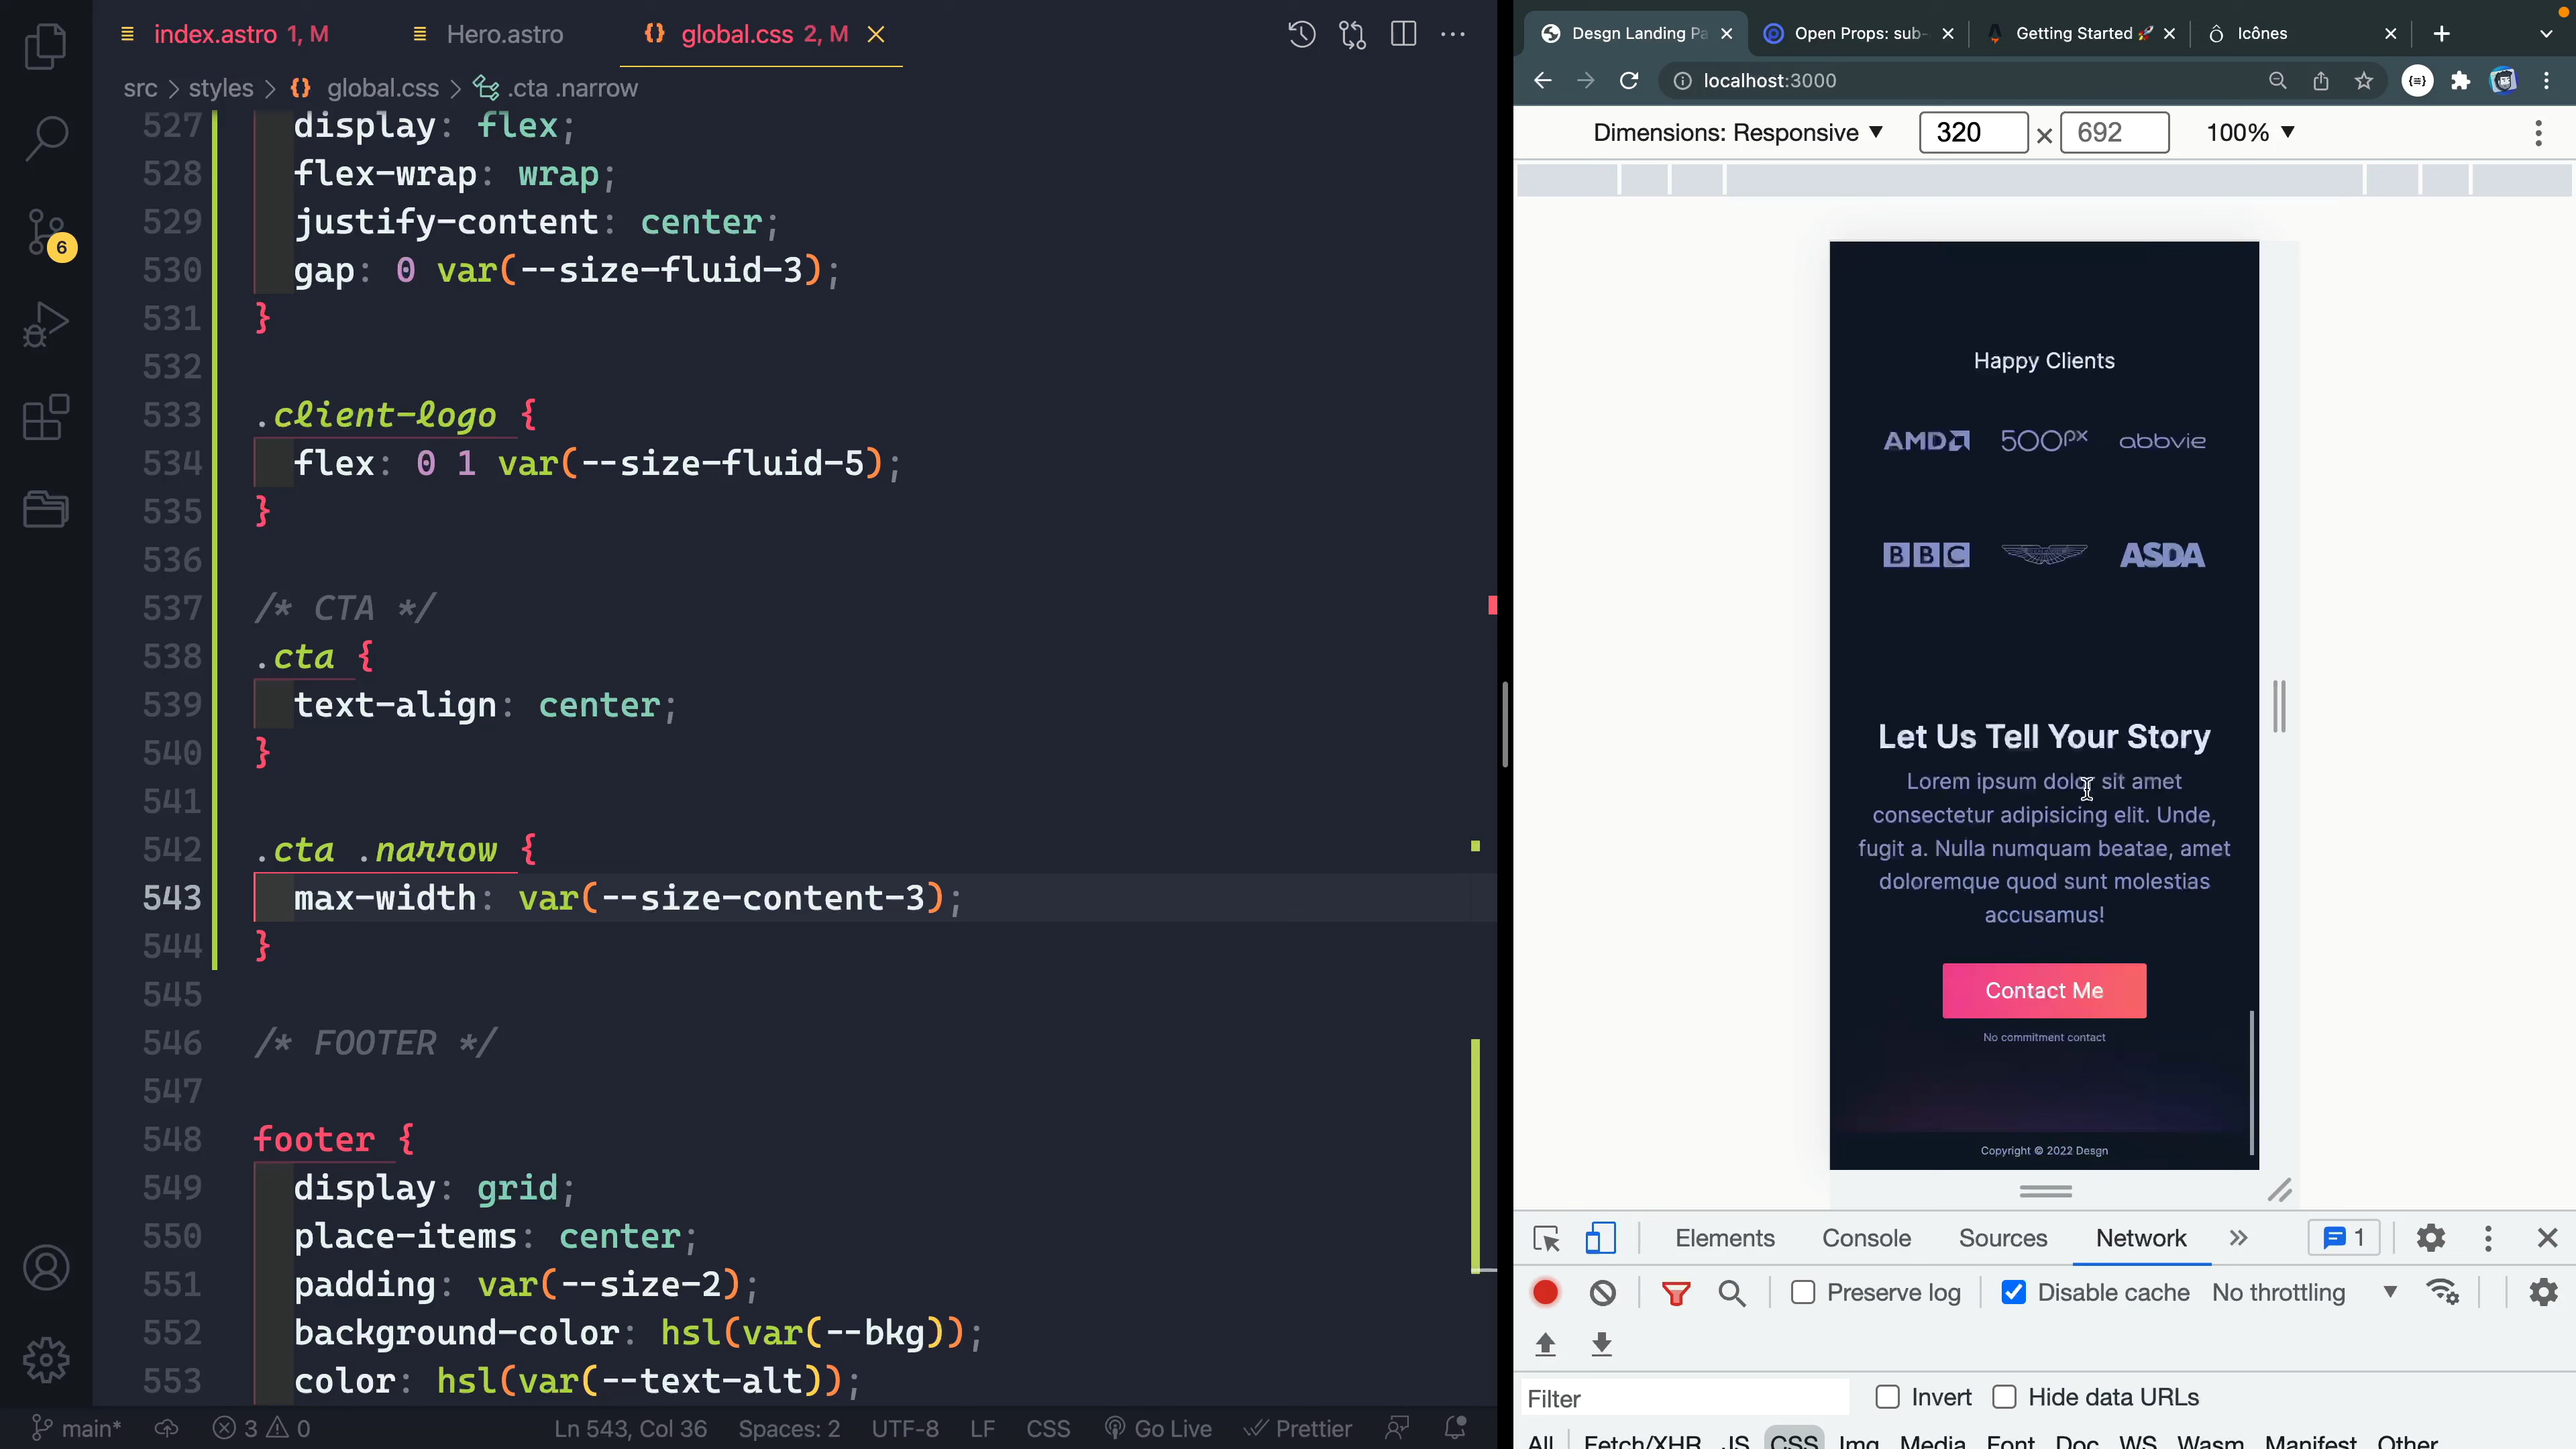 index.astro 1, M
Hero.astro
global.css 2, M
src > styles > {} global.css > .cta .narrow
527 display: flex;
528 flex-wrap: wrap;
529 justify-content: center;
530 gap: 0 var(--size-fluid-3);
531 }
532
533 .client-logo {
534 flex: 0 1 var(--size-fluid-5);
535 }
536
537 /* CTA */
538 .cta {
539 text-align: center;
540 }
541
542 .cta .narrow {
543 max-width: var(--size-content-3);
544 }
545
546 /* FOOTER */
547
548 footer {
549 display: grid;
550 place-items: center;
551 padding: var(--size-2);
552 background-color: hsl(var(--bkg));
553 color: hsl(var(--text-alt));
6
main* 3 0 Ln 543, Col 36 Spaces: 2 UTF-8 LF CSS Go Live Prettier
Desgn Landing Pa
Open Props: sub-
Getting Started 🚀
Icônes
localhost:3000
Dimensions: Responsive 320 × 692 100%
Happy Clients
AMD 500px abbvie
BBC ASDA
Let Us Tell Your Story
Lorem ipsum dolor sit amet
consectetur adipisicing elit. Unde,
fugit a. Nulla numquam beatae, amet
doloremque quod sunt molestias
accusamus!
Contact Me
No commitment contact
Copyright © 2022 Desgn
Elements Console Sources Network 1
Preserve log Disable cache No throttling
Filter Invert Hide data URLs
All Fetch/XHR JS CSS Img Media Font Doc WS Wasm Manifest Other